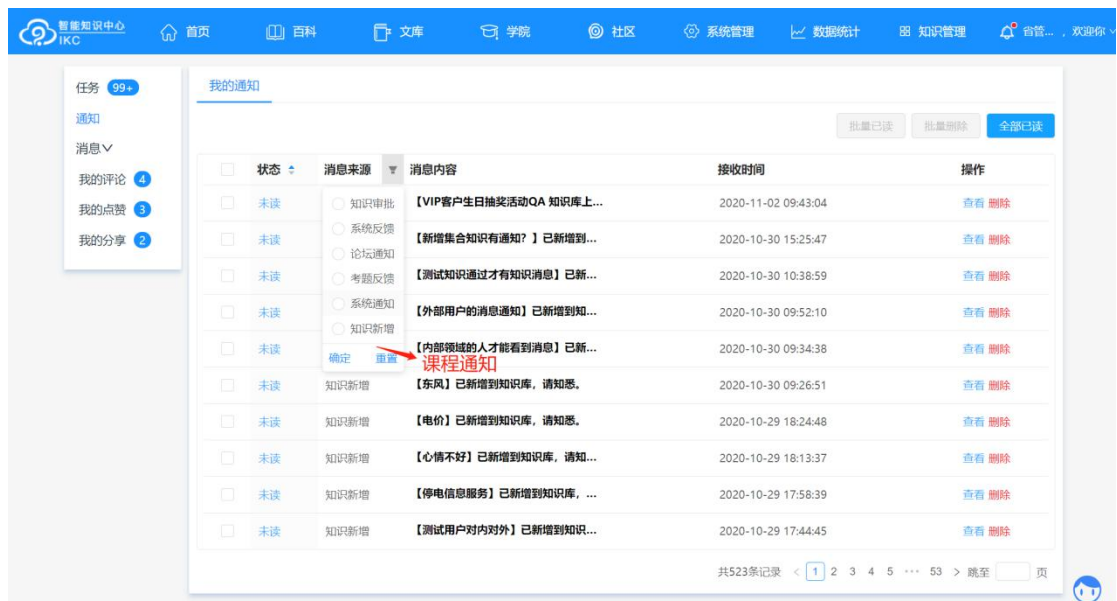 智能知识中心
IKC
首页
百科
文库
学院
社区
系统管理
数据统计
知识管理
省管... , 欢迎你
任务 99+
通知
消息
我的评论 4
我的点赞 3
我的分享 2
我的通知
批量已读 批量删除 全部已读
状态 消息来源 消息内容 接收时间 操作
未读 【VIP客户生日抽奖活动QA 知识库上... 2020-11-02 09:43:04 查看 删除
未读 【新增集合知识有通知？】已新增到... 2020-10-30 15:25:47 查看 删除
未读 【测试知识通过才有知识消息】已新... 2020-10-30 10:38:59 查看 删除
未读 【外部用户的消息通知】已新增到知... 2020-10-30 09:52:10 查看 删除
未读 【内部领域的人才能看到消息】已新... 2020-10-30 09:34:38 查看 删除
知识审批
系统反馈
论坛通知
考题反馈
系统通知
知识新增
确定 重置
课程通知
未读 知识新增 【东风】已新增到知识库，请知悉。 2020-10-30 09:26:51 查看 删除
未读 知识新增 【电价】已新增到知识库，请知悉。 2020-10-29 18:24:48 查看 删除
未读 知识新增 【心情不好】已新增到知识库，请知... 2020-10-29 18:13:37 查看 删除
未读 知识新增 【停电信息服务】已新增到知识库，... 2020-10-29 17:58:39 查看 删除
未读 知识新增 【测试用户对内对外】已新增到知识... 2020-10-29 17:44:45 查看 删除
共523条记录 < 1 2 3 4 5 ... 53 > 跳至 页